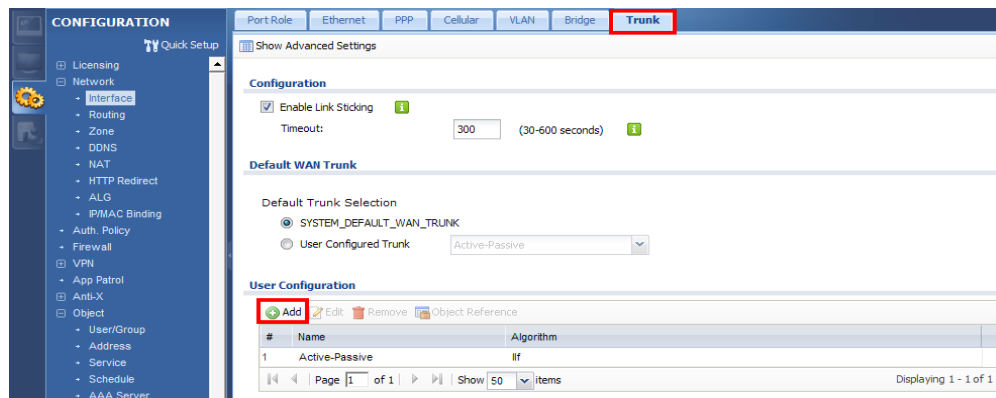 CONFIGURATION
Quick Setup
Licensing
Network
Interface
Routing
Zone
DDNS
NAT
HTTP Redirect
ALG
IP/MAC Binding
Auth. Policy
Firewall
VPN
App Patrol
Anti-X
Object
User/Group
Address
Service
Schedule
AAA Server
Port Role Ethernet PPP Cellular VLAN Bridge Trunk
Show Advanced Settings
Configuration
Enable Link Sticking
Timeout: 300 (30-600 seconds)
Default WAN Trunk
Default Trunk Selection
SYSTEM_DEFAULT_WAN_TRUNK
User Configured Trunk Active-Passive
User Configuration
Add Edit Remove Object Reference
# Name Algorithm
1 Active-Passive llf
Page 1 of 1 Show 50 items Displaying 1 - 1 of 1